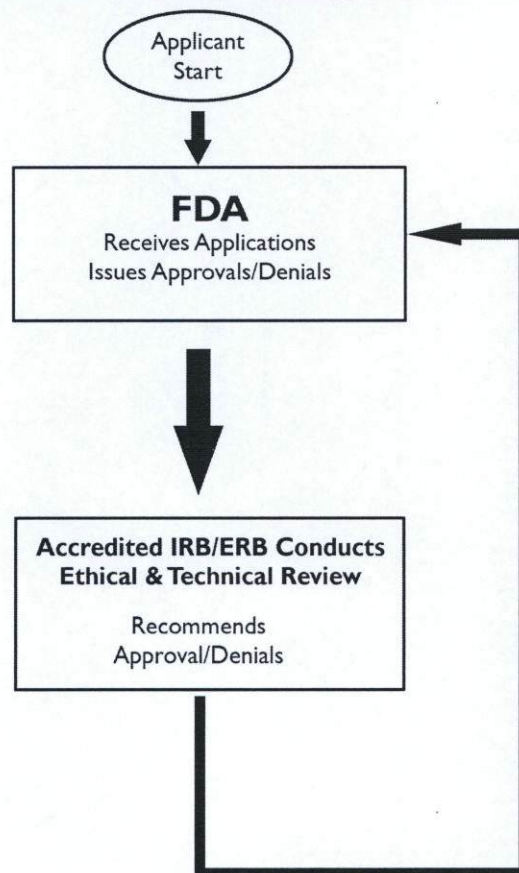 Applicant
Start
FDA
Receives Applications
Issues Approvals/Denials
Accredited IRB/ERB Conducts
Ethical & Technical Review
Recommends
Approval/Denials